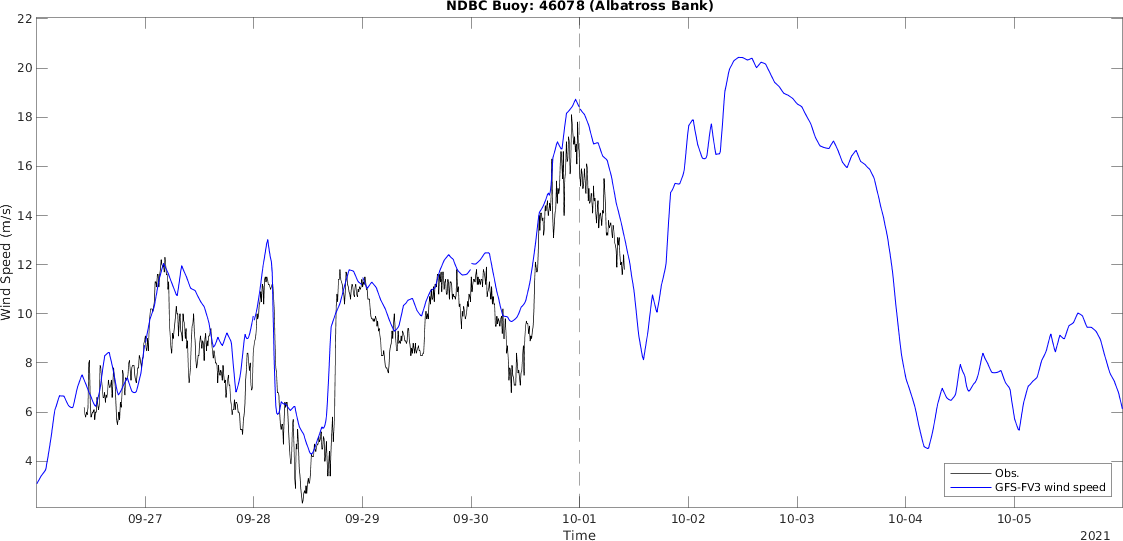 NDBC Buoy: 46078 (Albatross Bank)
22
20
18
16
14
12
10
8
6
4
Wind Speed (m/s)
Obs.
GFS-FV3 wind speed
09-27 09-28 09-29 09-30 10-01 10-02 10-03 10-04 10-05
Time
2021